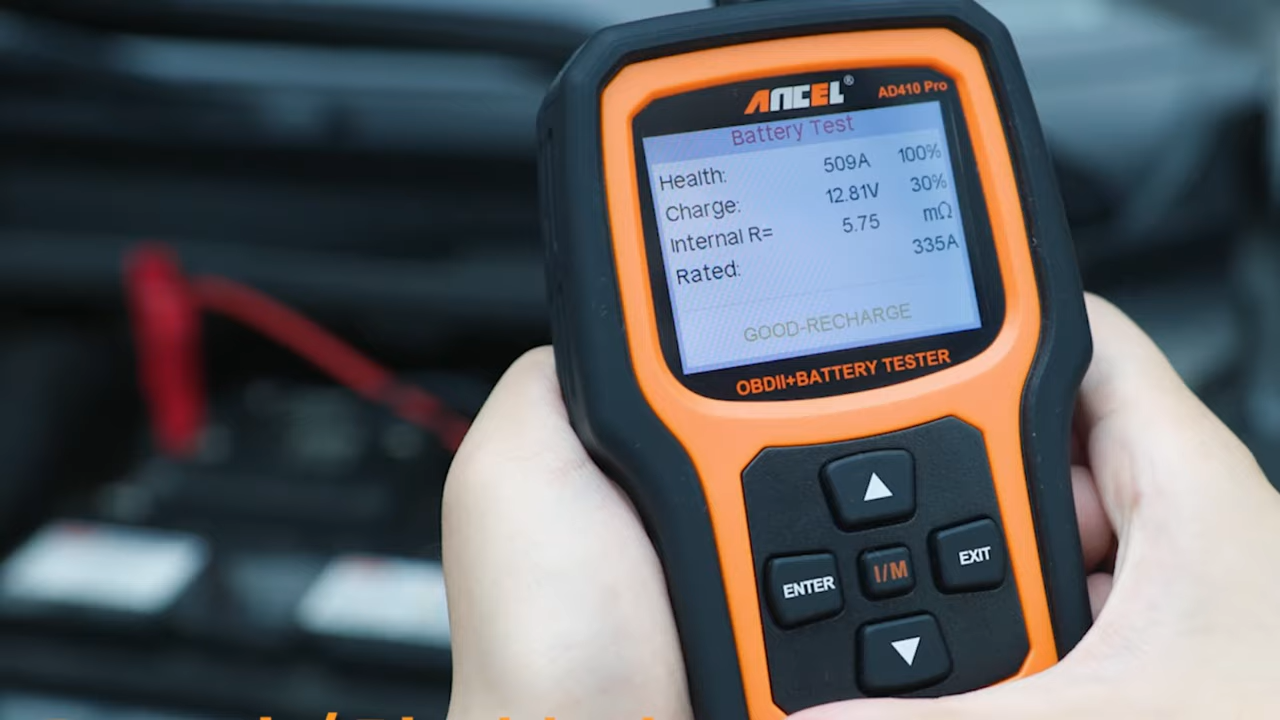 ANCEL® AD410 Pro
Battery Test
Health: 509A 100%
Charge: 12.81V 30%
Internal R= 5.75 mΩ
Rated: 335A
GOOD-RECHARGE
OBDII+BATTERY TESTER
▲
ENTER I/M EXIT
▼